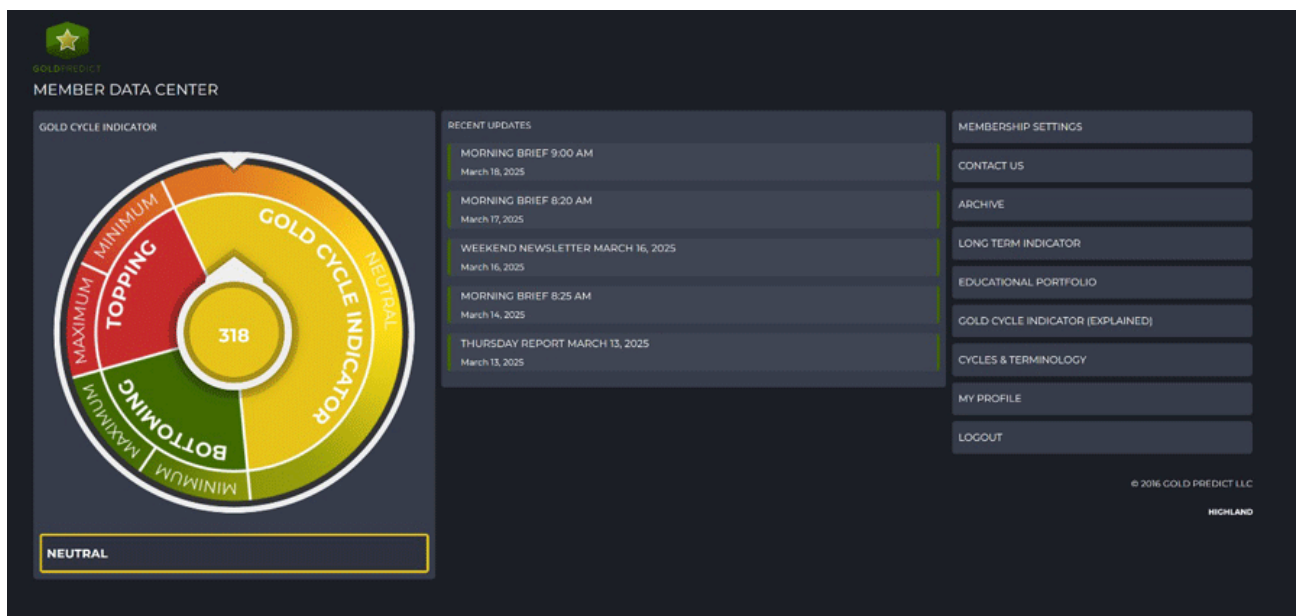 GOLDPREDICT
MEMBER DATA CENTER
GOLD CYCLE INDICATOR
MINIMUM
MAXIMUM
TOPPING
GOLD CYCLE INDICATOR
NEUTRAL
318
BOTTOMING
MAXIMUM
MINIMUM
NEUTRAL
RECENT UPDATES
MORNING BRIEF 9:00 AM
March 18, 2025
MORNING BRIEF 8:20 AM
March 17, 2025
WEEKEND NEWSLETTER MARCH 16, 2025
March 16, 2025
MORNING BRIEF 8:25 AM
March 14, 2025
THURSDAY REPORT MARCH 13, 2025
March 13, 2025
MEMBERSHIP SETTINGS
CONTACT US
ARCHIVE
LONG TERM INDICATOR
EDUCATIONAL PORTFOLIO
GOLD CYCLE INDICATOR (EXPLAINED)
CYCLES & TERMINOLOGY
MY PROFILE
LOGOUT
© 2016 GOLD PREDICT LLC
HIGHLAND